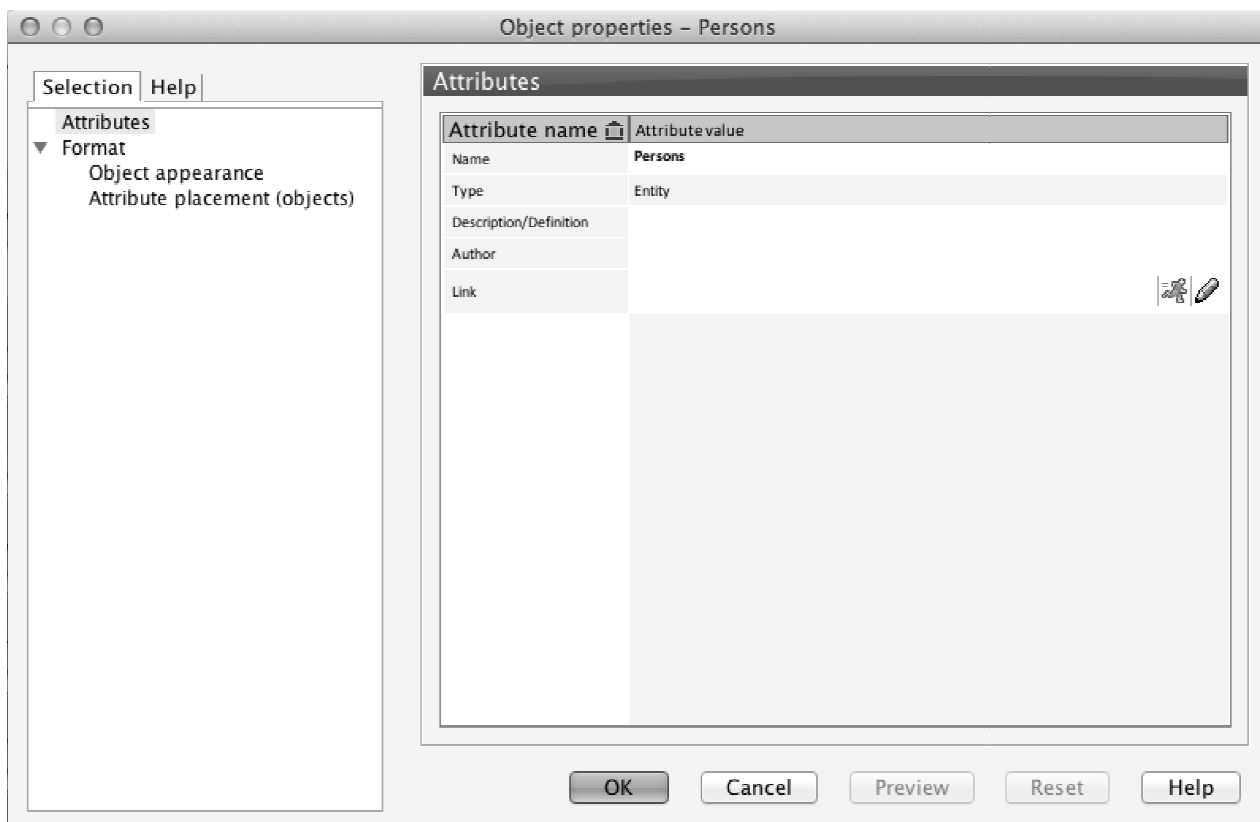 Object properties – Persons
Selection Help
Attributes
Format
Object appearance
Attribute placement (objects)
Attributes
Attribute name Attribute value
Name Persons
Type Entity
Description/Definition
Author
Link
OK Cancel Preview Reset Help